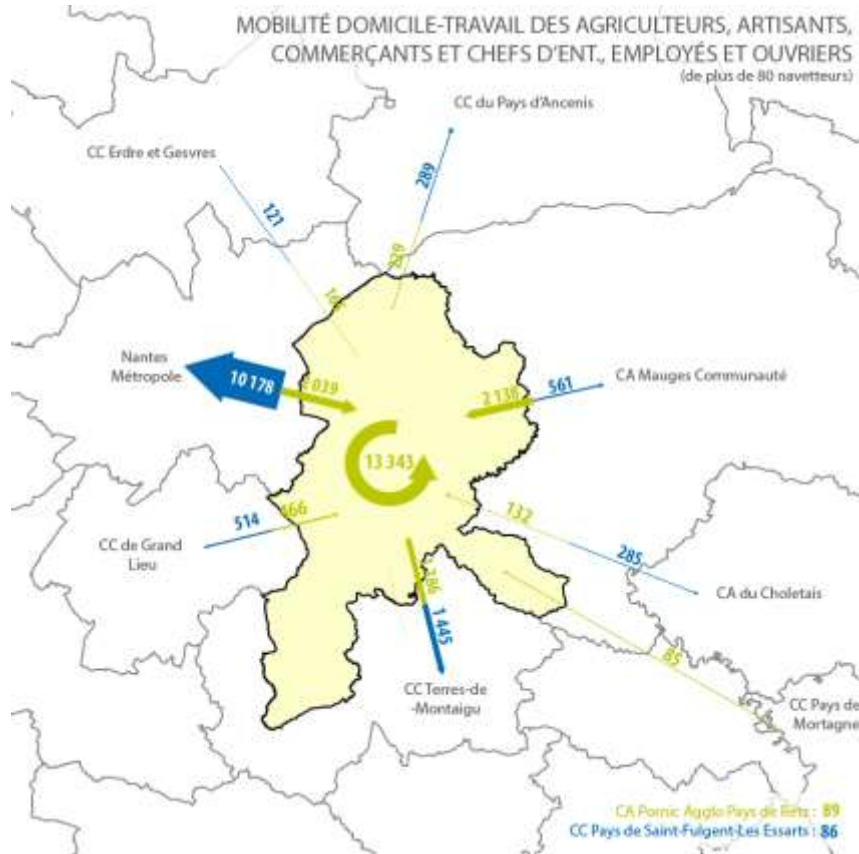 MOBILITÉ DOMICILE-TRAVAIL DES AGRICULTEURS, ARTISANTS,
COMMERÇANTS ET CHEFS D'ENT., EMPLOYÉS ET OUVRIERS
(de plus de 80 navetteurs)
CC du Pays d'Ancenis
CC Erdre et Gesvres
289
121
229
Nantes
Métropole
10 178
2 039
2 138
561
CA Mauges Communauté
13 343
514
466
132
285
CC de Grand
Lieu
CA du Choletais
1 445
85
CC Terres-de
-Montaigu
CC Pays de
Mortagne
CA Pornic Agglo Pays de Retz : 89
CC Pays de Saint-Fulgent-Les Essarts : 86